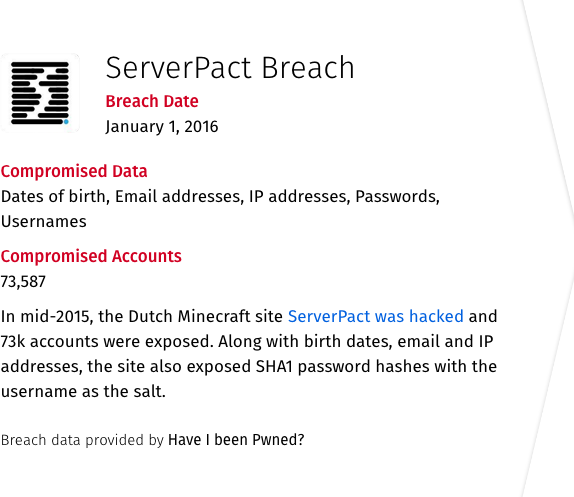 ServerPact Breach
Breach Date
January 1, 2016
Compromised Data
Dates of birth, Email addresses, IP addresses, Passwords,
Usernames
Compromised Accounts
73,587
In mid-2015, the Dutch Minecraft site ServerPact was hacked and
73k accounts were exposed. Along with birth dates, email and IP
addresses, the site also exposed SHA1 password hashes with the
username as the salt.
Breach data provided by Have I been Pwned?